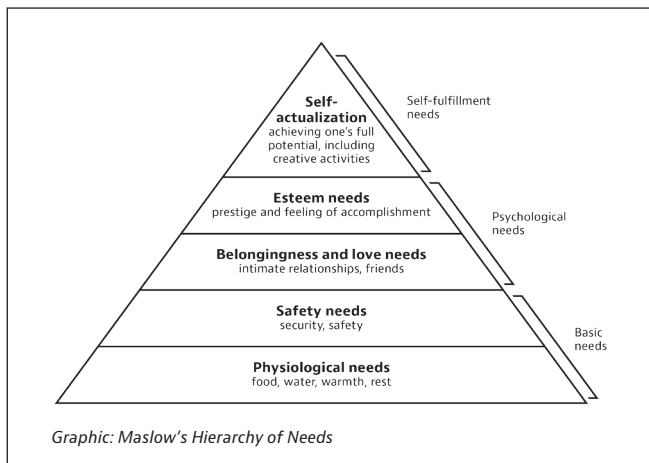 Self-
actualization
achieving one's full
potential, including
creative activities
Self-fulfillment
needs
Esteem needs
prestige and feeling of accomplishment
Psychological
needs
Belongingness and love needs
intimate relationships, friends
Safety needs
security, safety
Basic
needs
Physiological needs
food, water, warmth, rest
Graphic: Maslow's Hierarchy of Needs